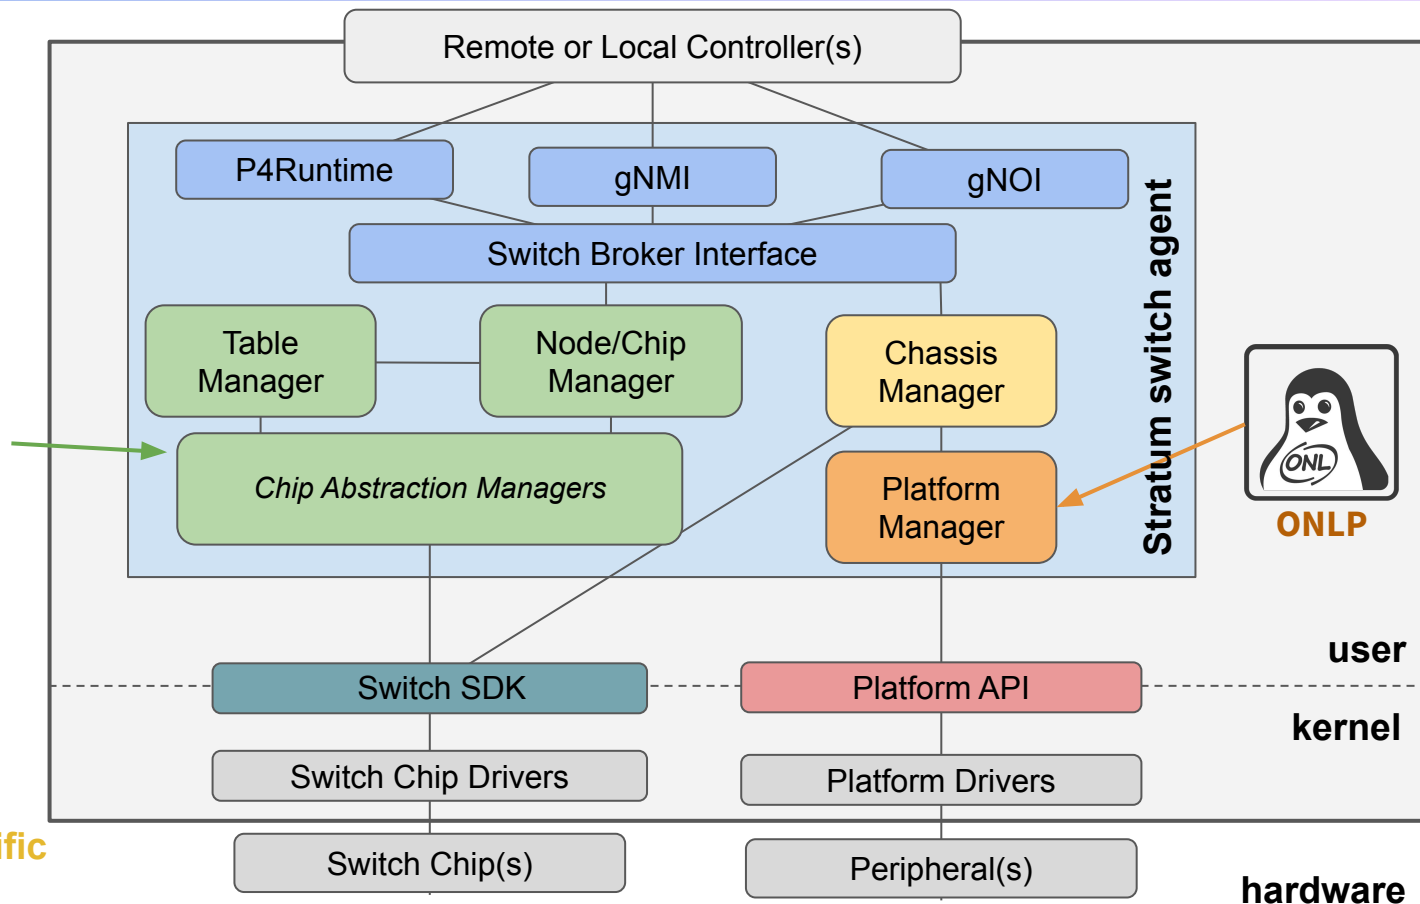 Remote or Local Controller(s)
P4Runtime
gNMI
gNOI
Switch Broker Interface
Table
Manager
Node/Chip
Manager
Chassis
Manager
Stratum switch agent
Chip Abstraction Managers
Platform
Manager
ONL
ONLP
user
Switch SDK
Platform API
kernel
Switch Chip Drivers
Platform Drivers
ific
Switch Chip(s)
Peripheral(s)
hardware